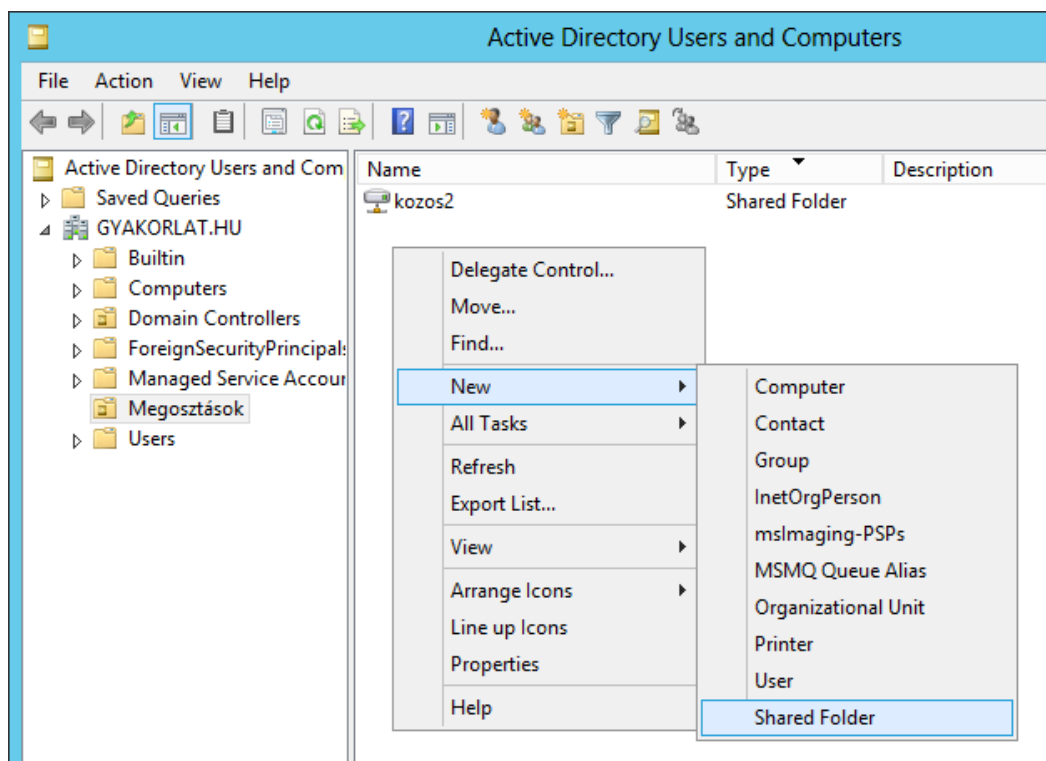 Active Directory Users and Computers
File Action View Help
Active Directory Users and Com
Name Type Description
Saved Queries
kozos2 Shared Folder
GYAKORLAT.HU
Builtin
Computers
Domain Controllers
ForeignSecurityPrincipals
Managed Service Accour
Megosztások
Users
Delegate Control...
Move...
Find...
New
All Tasks
Refresh
Export List...
View
Arrange Icons
Line up Icons
Properties
Help
Computer
Contact
Group
InetOrgPerson
msImaging-PSPs
MSMQ Queue Alias
Organizational Unit
Printer
User
Shared Folder